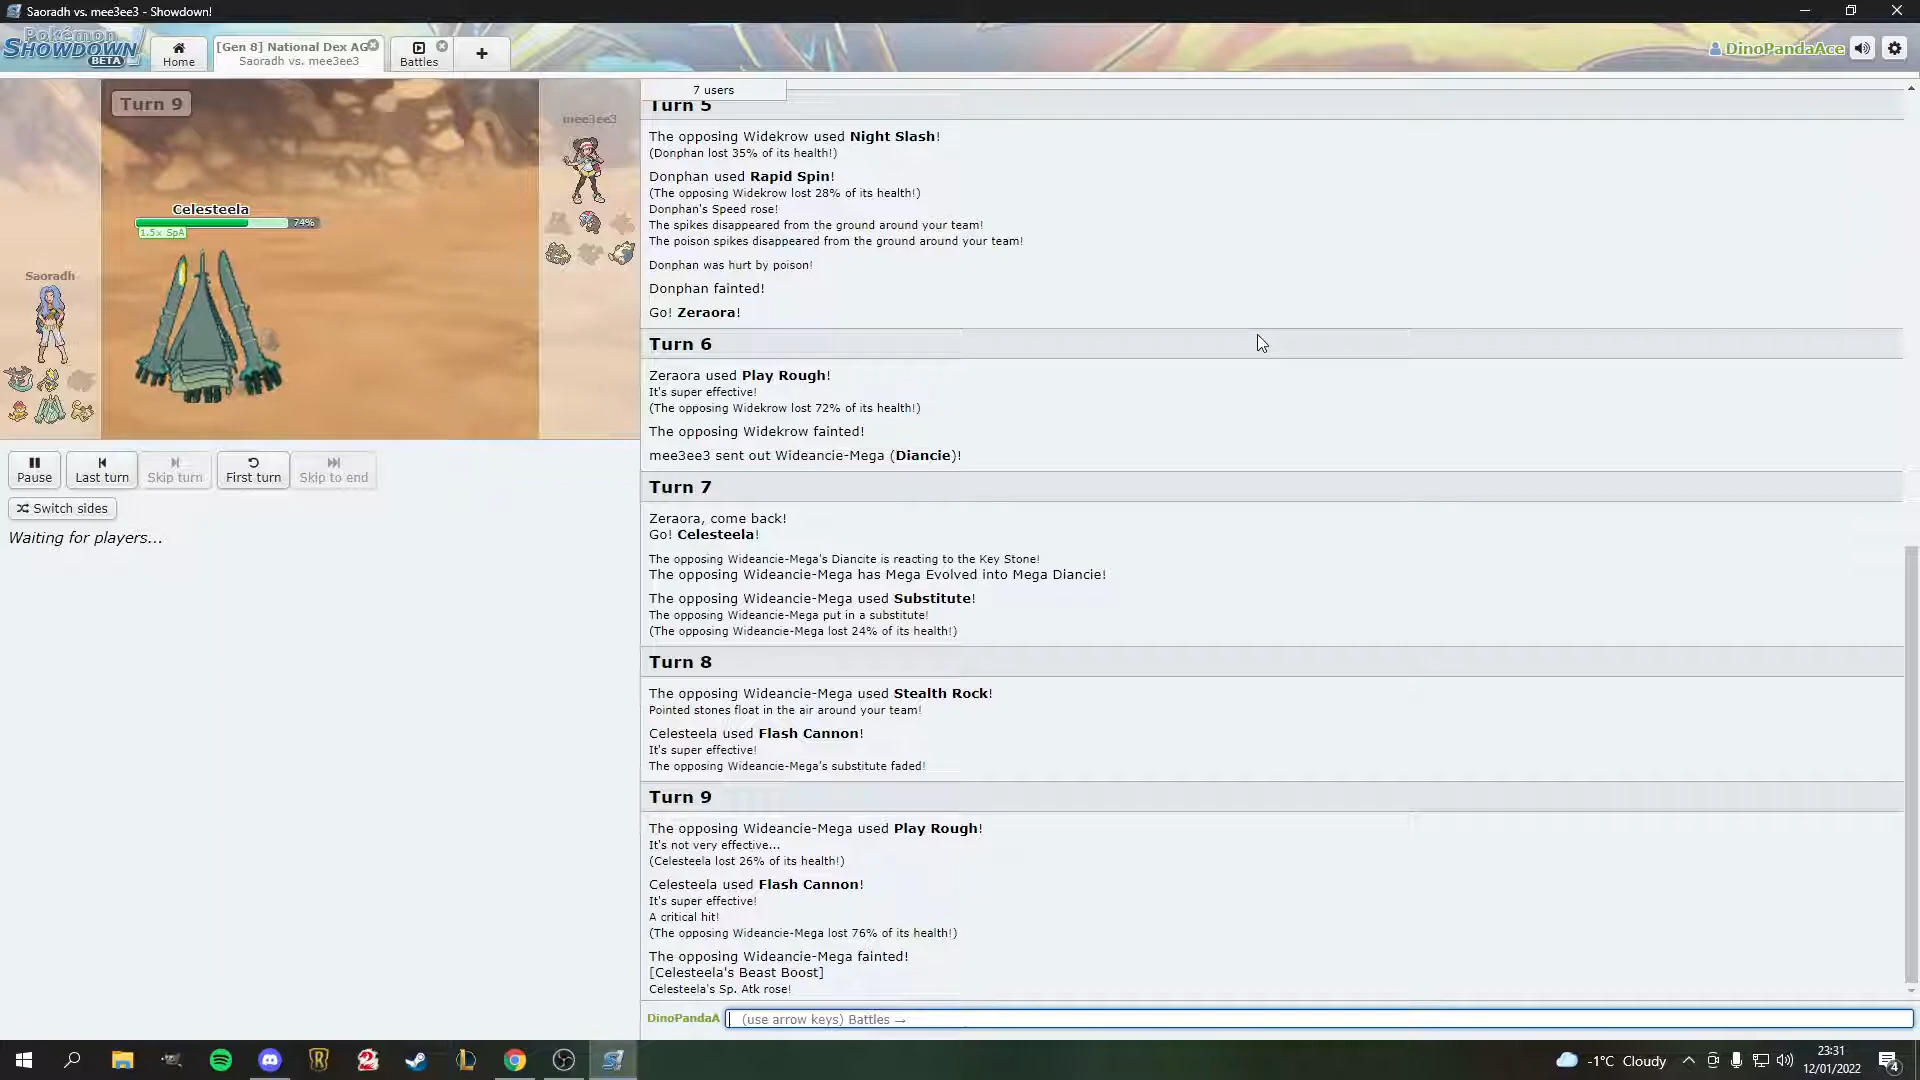 Saoradh vs. mee3ee3 - Showdown!
Pokémon
SHOWDOWN
BETA
Home
[Gen 8] National Dex AG
Saoradh vs. mee3ee3
Battles
+
DinoPandaAce
Turn 9
mee3ee3
Celesteela
74%
1.5x SpA
Saoradh
Pause
Last turn
Skip turn
First turn
Skip to end
Switch sides
Waiting for players...
7 users
Turn 5
The opposing Widekrow used Night Slash!
(Donphan lost 35% of its health!)
Donphan used Rapid Spin!
(The opposing Widekrow lost 28% of its health!)
Donphan's Speed rose!
The spikes disappeared from the ground around your team!
The poison spikes disappeared from the ground around your team!
Donphan was hurt by poison!
Donphan fainted!
Go! Zeraora!
Turn 6
Zeraora used Play Rough!
It's super effective!
(The opposing Widekrow lost 72% of its health!)
The opposing Widekrow fainted!
mee3ee3 sent out Wideancie-Mega (Diancie)!
Turn 7
Zeraora, come back!
Go! Celesteela!
The opposing Wideancie-Mega's Diancite is reacting to the Key Stone!
The opposing Wideancie-Mega has Mega Evolved into Mega Diancie!
The opposing Wideancie-Mega used Substitute!
The opposing Wideancie-Mega put in a substitute!
(The opposing Wideancie-Mega lost 24% of its health!)
Turn 8
The opposing Wideancie-Mega used Stealth Rock!
Pointed stones float in the air around your team!
Celesteela used Flash Cannon!
It's super effective!
The opposing Wideancie-Mega's substitute faded!
Turn 9
The opposing Wideancie-Mega used Play Rough!
It's not very effective...
(Celesteela lost 26% of its health!)
Celesteela used Flash Cannon!
It's super effective!
A critical hit!
(The opposing Wideancie-Mega lost 76% of its health!)
The opposing Wideancie-Mega fainted!
[Celesteela's Beast Boost]
Celesteela's Sp. Atk rose!
DinoPandaA
(use arrow keys) Battles →
-1°C Cloudy
23:31
12/01/2022
4